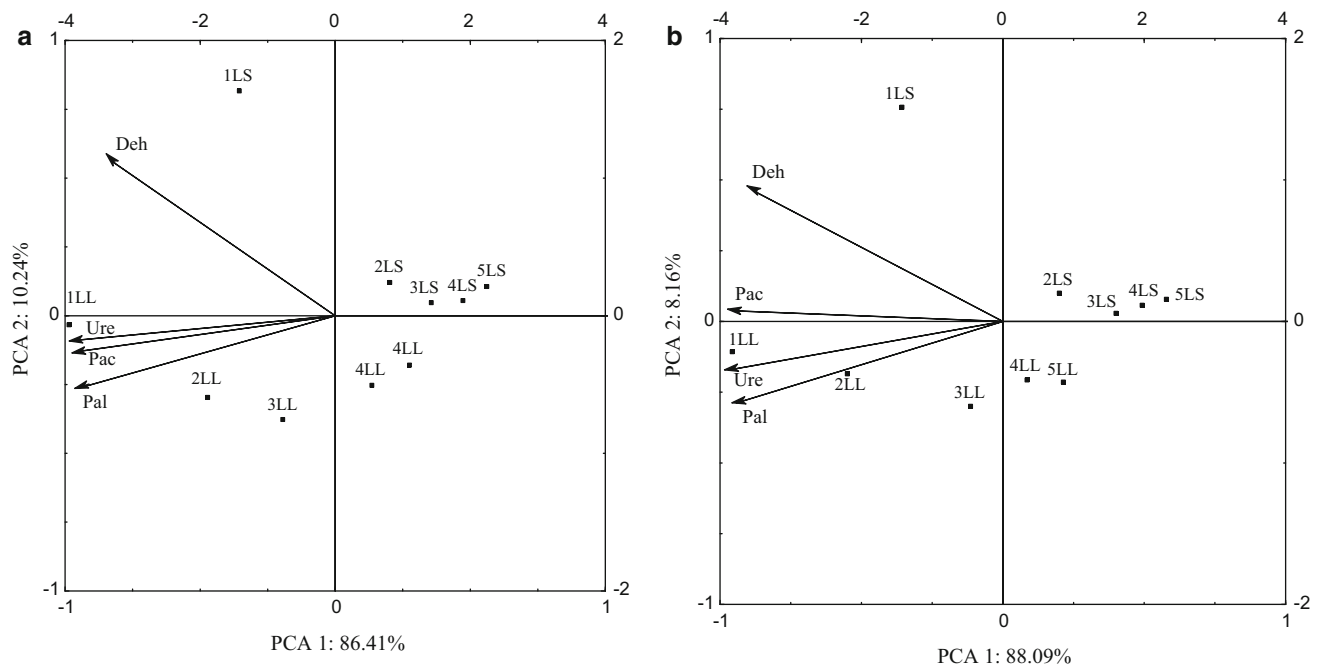 a
-4 0 2 4
1 2
1LS
Deh
2LS 3LS 4LS 5LS
1LL
0 0
Ure
Pac
Pal
2LL 3LL 4LL 4LL
PCA 2: 10.24%
-1 -2
-1 0 1
PCA 1: 86.41%
b
-4 -2 0 2 4
1 2
1LS
Deh
Pac
2LS 3LS 4LS 5LS
0 0
1LL
Ure
Pal
2LL 3LL 4LL 5LL
PCA 2: 8.16%
-1 -2
-1 0 1
PCA 1: 88.09%